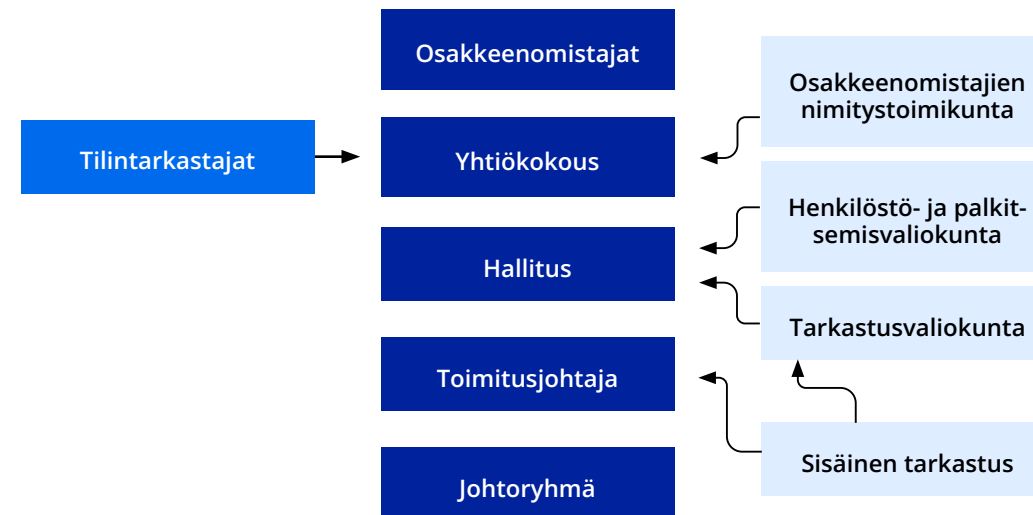 Osakkeenomistajat
Osakkeenomistajien
nimitystoimikunta
Tilintarkastajat
Yhtiökokous
Henkilöstö- ja palkit-
semisvaliokunta
Hallitus
Tarkastusvaliokunta
Toimitusjohtaja
Sisäinen tarkastus
Johtoryhmä